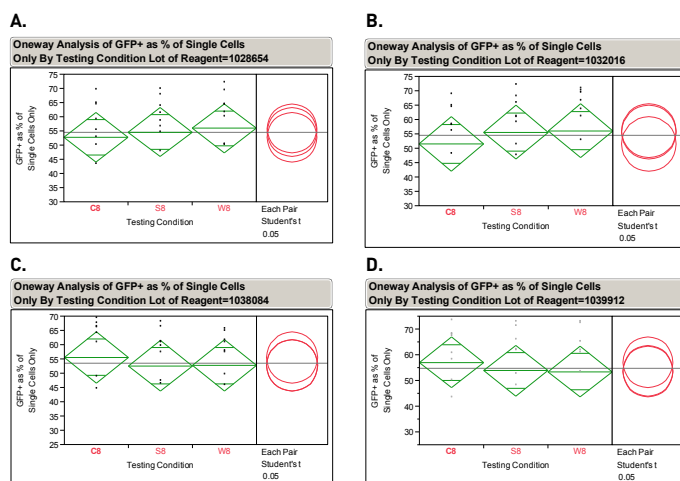 A.
Oneway Analysis of GFP+ as % of Single Cells
Only By Testing Condition Lot of Reagent=1028654
GFP+ as % of
Single Cells Only
75
70
65
60
55
50
45
40
35
30
C8
S8
W8
Testing Condition
Each Pair
Student's t
0.05
B.
Oneway Analysis of GFP+ as % of Single Cells
Only By Testing Condition Lot of Reagent=1032016
GFP+ as % of
Single Cells Only
75
70
65
60
55
50
45
40
35
30
C8
S8
W8
Testing Condition
Each Pair
Student's t
0.05
C.
Oneway Analysis of GFP+ as % of Single Cells
Only By Testing Condition Lot of Reagent=1038084
GFP+ as % of
Single Cells Only
70
65
60
55
50
45
40
35
30
25
C8
S8
W8
Testing Condition
Each Pair
Student's t
0.05
D.
Oneway Analysis of GFP+ as % of Single Cells
Only By Testing Condition Lot of Reagent=1039912
GFP+ as % of
Single Cells Only
70
60
50
40
30
C8
S8
W8
Testing Condition
Each Pair
Student's t
0.05